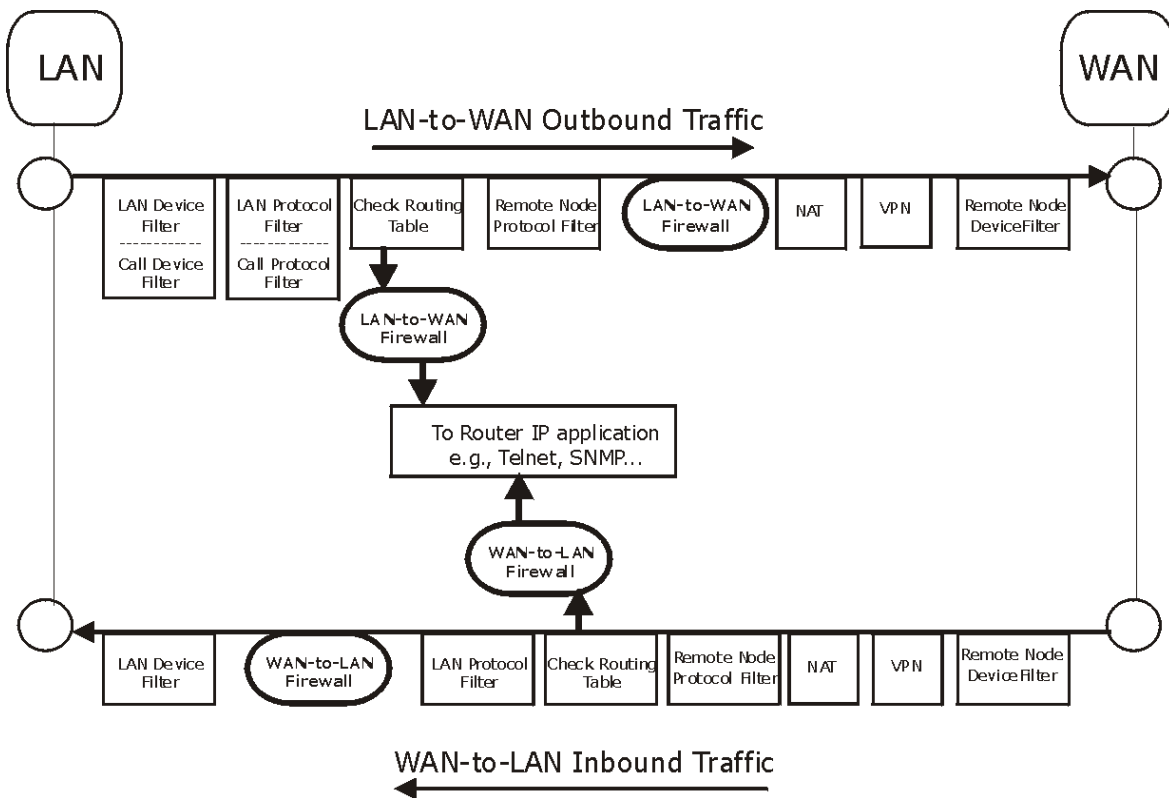 LAN
WAN
LAN-to-WAN Outbound Traffic
LAN Device
Filter
Call Device
Filter
LAN Protocol
Filter
Call Protocol
Filter
Check Routing
Table
Remote Node
Protocol Filter
LAN-to-WAN
Firewall
NAT
VPN
Remote Node
DeviceFilter
LAN-to-WAN
Firewall
To Router IP application
e.g., Telnet, SNMP...
WAN-to-LAN
Firewall
LAN Device
Filter
WAN-to-LAN
Firewall
LAN Protocol
Filter
Check Routing
Table
Remote Node
Protocol Filter
NAT
VPN
Remote Node
DeviceFilter
WAN-to-LAN Inbound Traffic